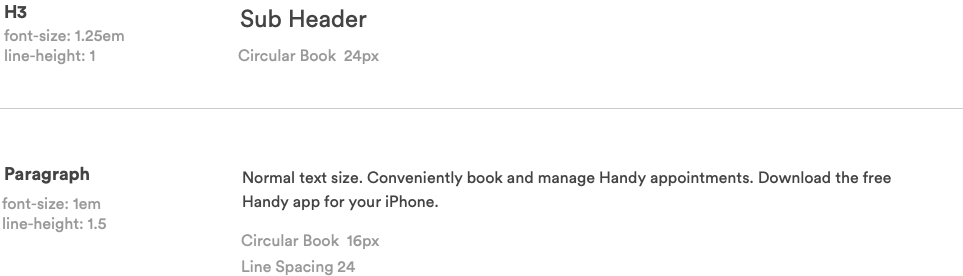 H3
Sub Header
font-size: 1.25em
line-height: 1
Circular Book 24px
Paragraph
Normal text size. Conveniently book and manage Handy appointments. Download the free
Handy app for your iPhone.
font-size: 1em
line-height: 1.5
Circular Book 16px
Line Spacing 24